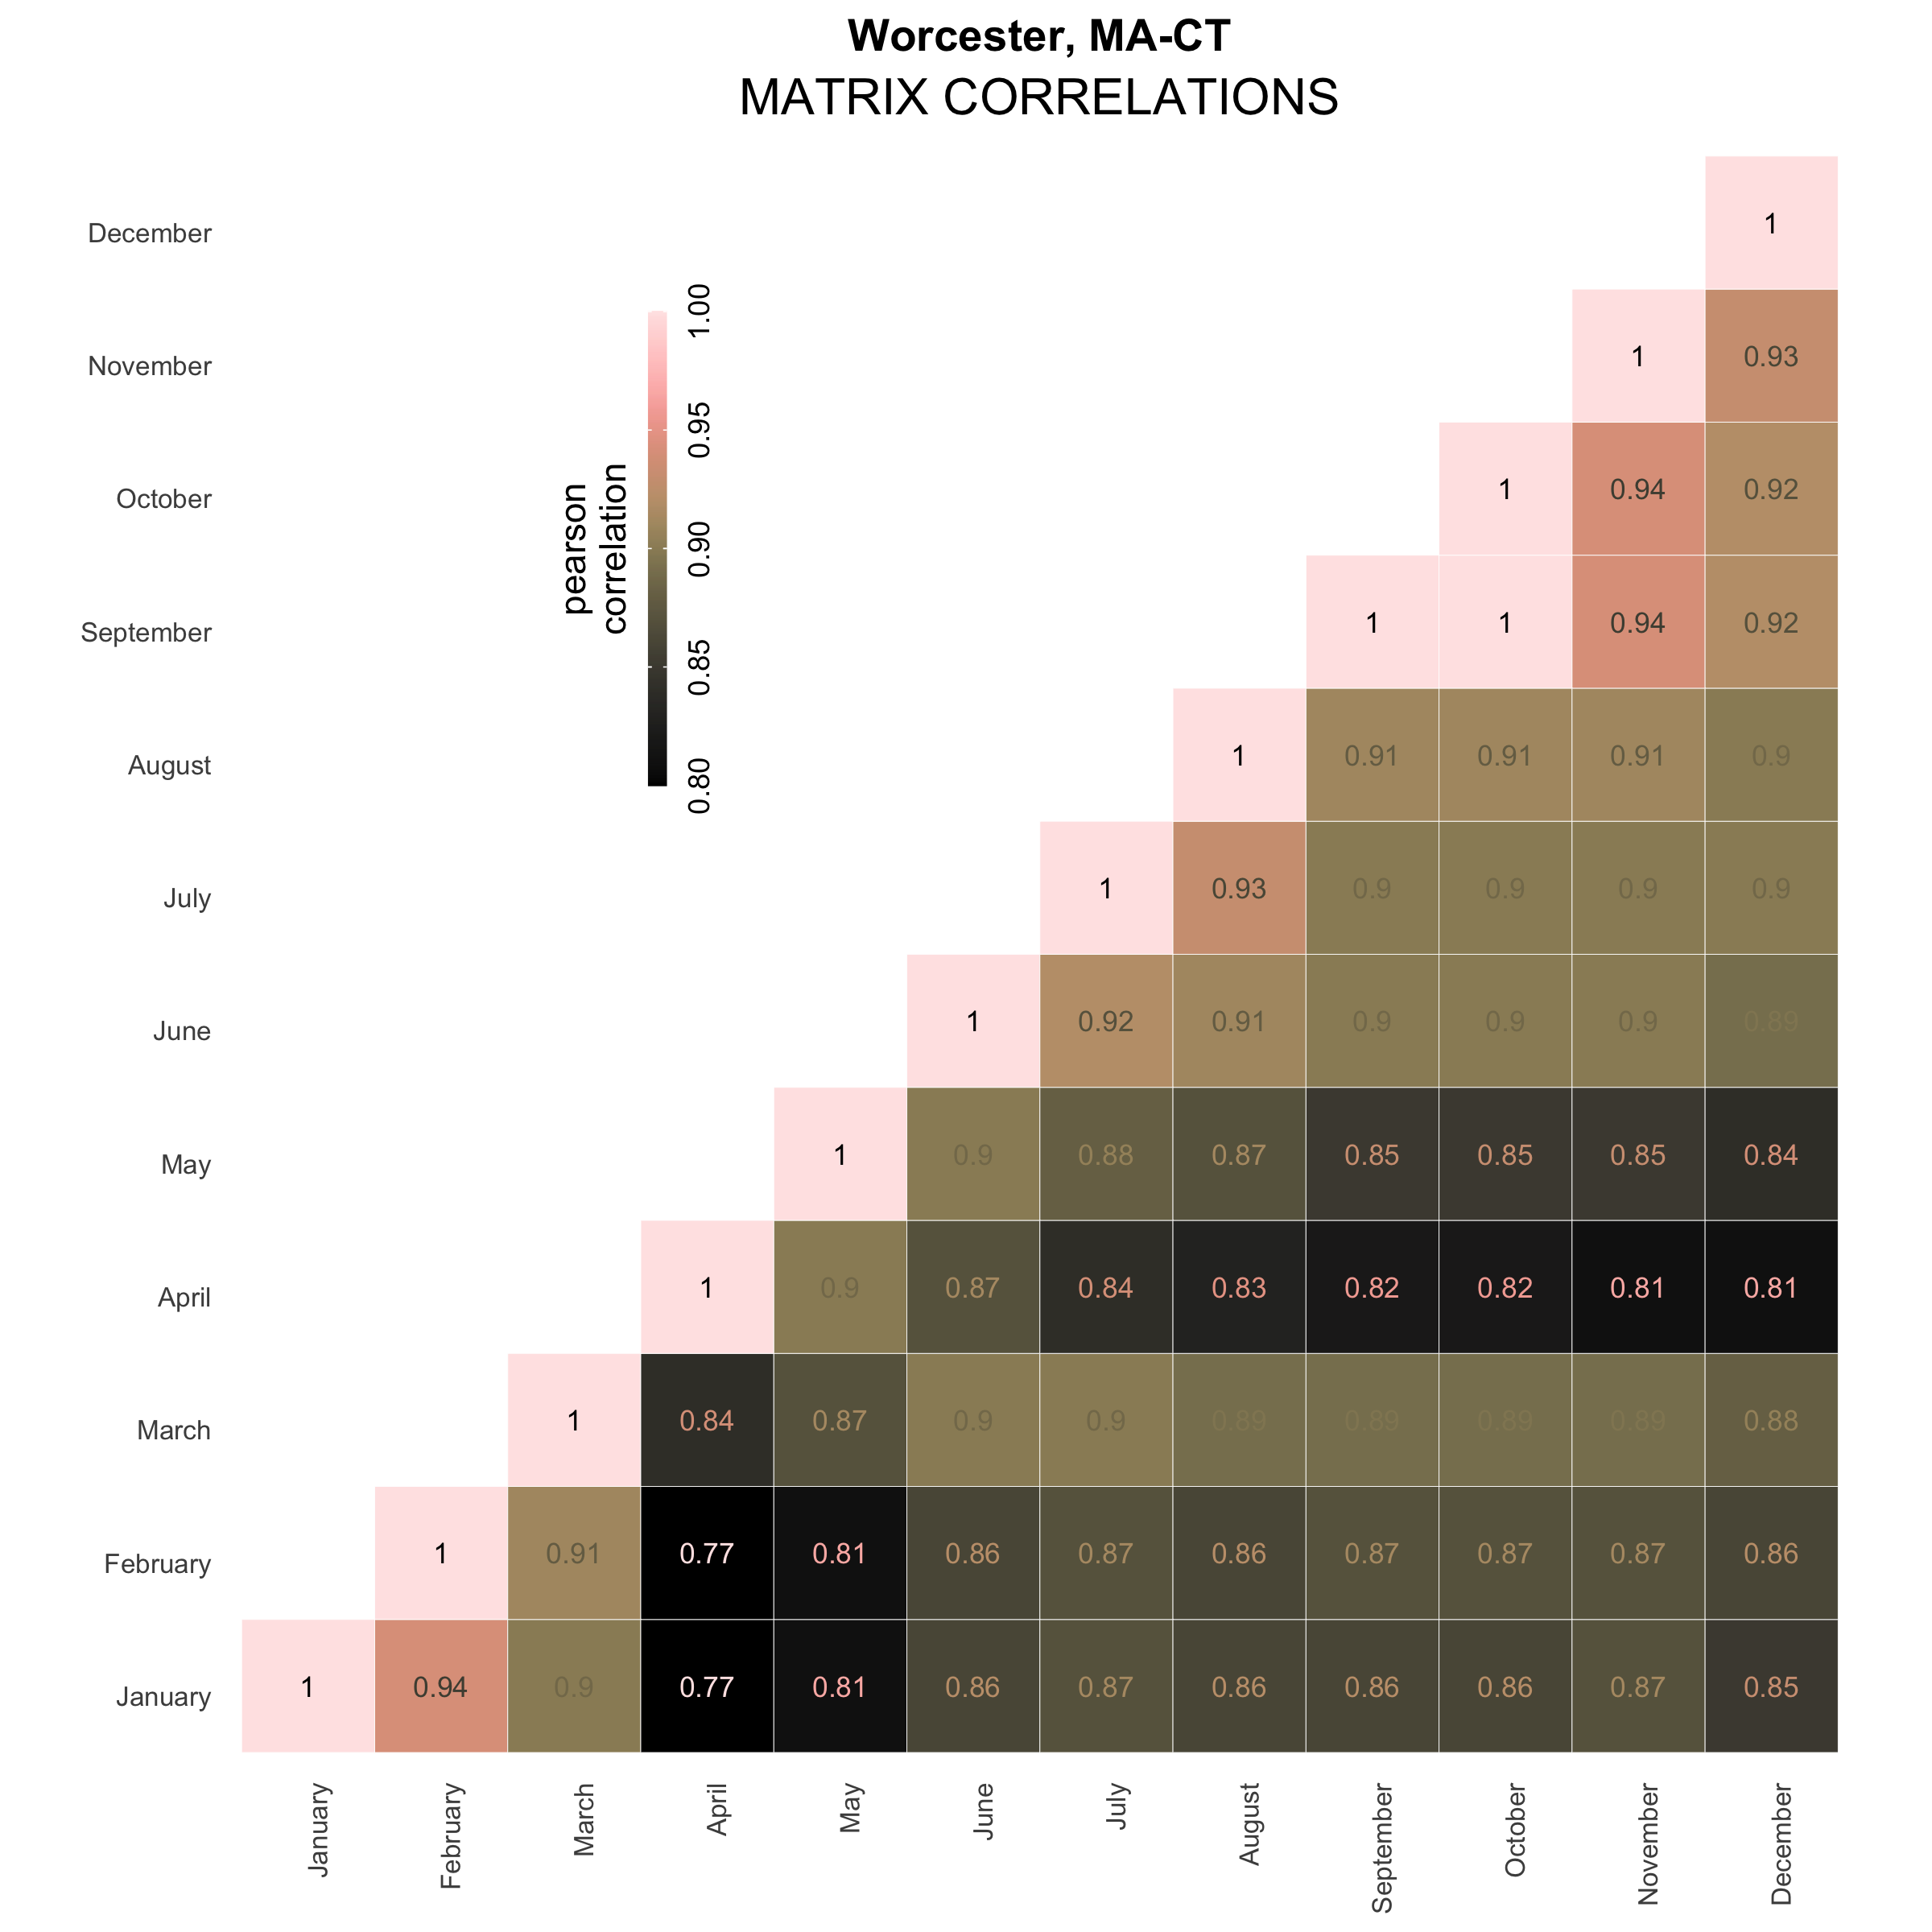 Worcester, MA-CT
MATRIX CORRELATIONS
December 1
November 1 0.93
October 1 0.94 0.92
September 1 1 0.94 0.92
August 1 0.91 0.91 0.91 0.9
July 1 0.93 0.9 0.9 0.9 0.9
June 1 0.92 0.91 0.9 0.9 0.9 0.89
May 1 0.9 0.88 0.87 0.85 0.85 0.85 0.84
April 1 0.9 0.87 0.84 0.83 0.82 0.82 0.81 0.81
March 1 0.84 0.87 0.9 0.9 0.89 0.89 0.89 0.89 0.88
February 1 0.91 0.77 0.81 0.86 0.87 0.86 0.87 0.87 0.87 0.86
January 1 0.94 0.9 0.77 0.81 0.86 0.87 0.86 0.86 0.86 0.87 0.85
January February March April May June July August September October November December
pearson
correlation
0.80 0.85 0.90 0.95 1.00